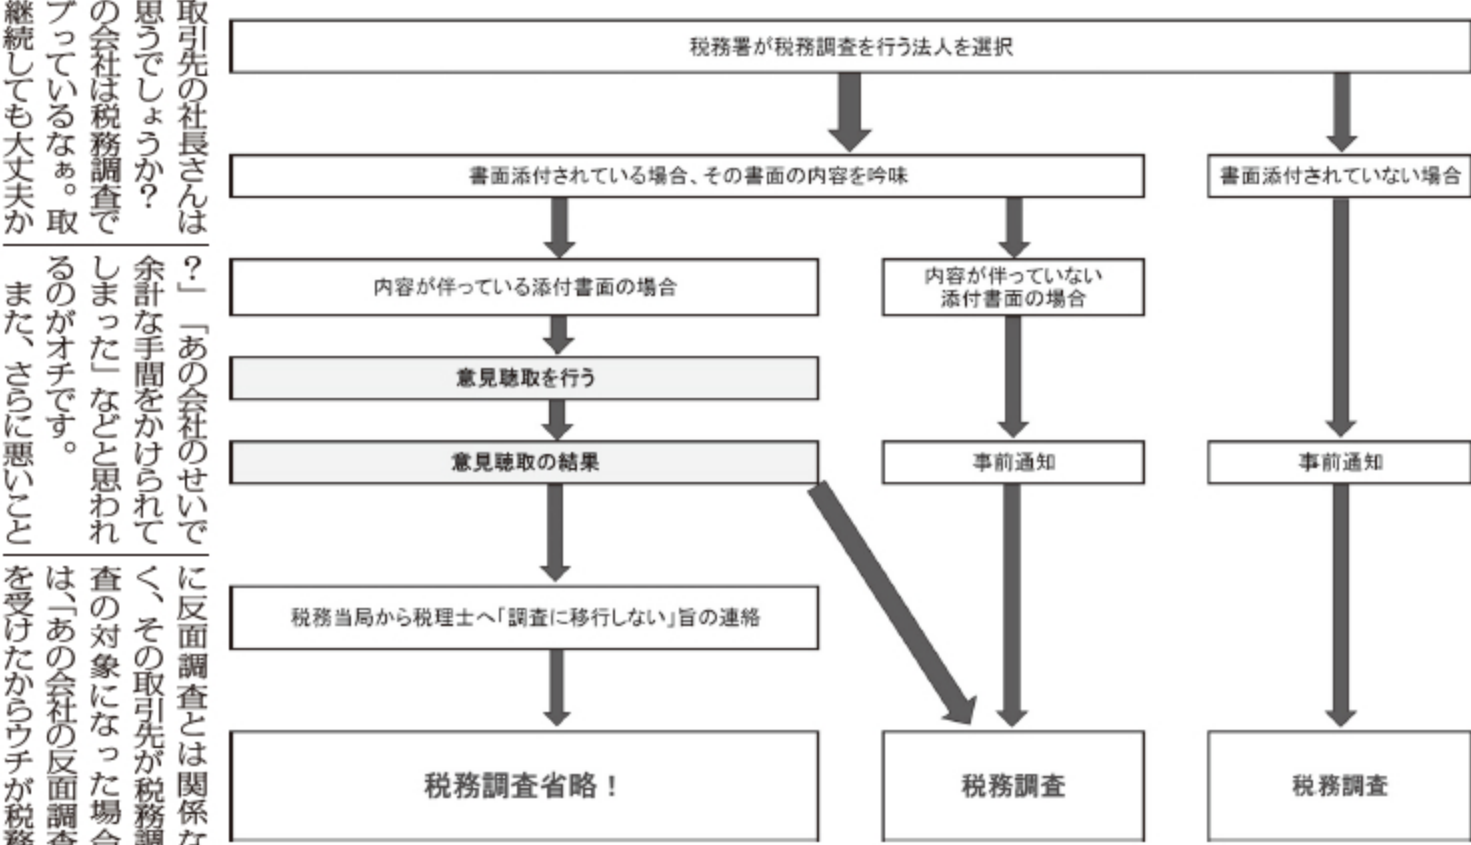 取引先の社長さんは
思うでしょうか？
の会社は税務調査で
ブっているなぁ。取
継続しても大丈夫か
？」「あの会社のせいで
余計な手間をかけられて
しまった」などと思われ
るのがオチです。
また、さらに悪いこと
に反面調査とは関係な
く、その取引先が税務調
査の対象になった場合
は、「あの会社の反面調査
を受けたからウチが税務
税務署が税務調査を行う法人を選択
書面添付されている場合、その書面の内容を吟味
書面添付されていない場合
内容が伴っている添付書面の場合
内容が伴っていない
添付書面の場合
意見聴取を行う
意見聴取の結果
事前通知
事前通知
税務当局から税理士へ「調査に移行しない」旨の連絡
税務調査省略！
税務調査
税務調査